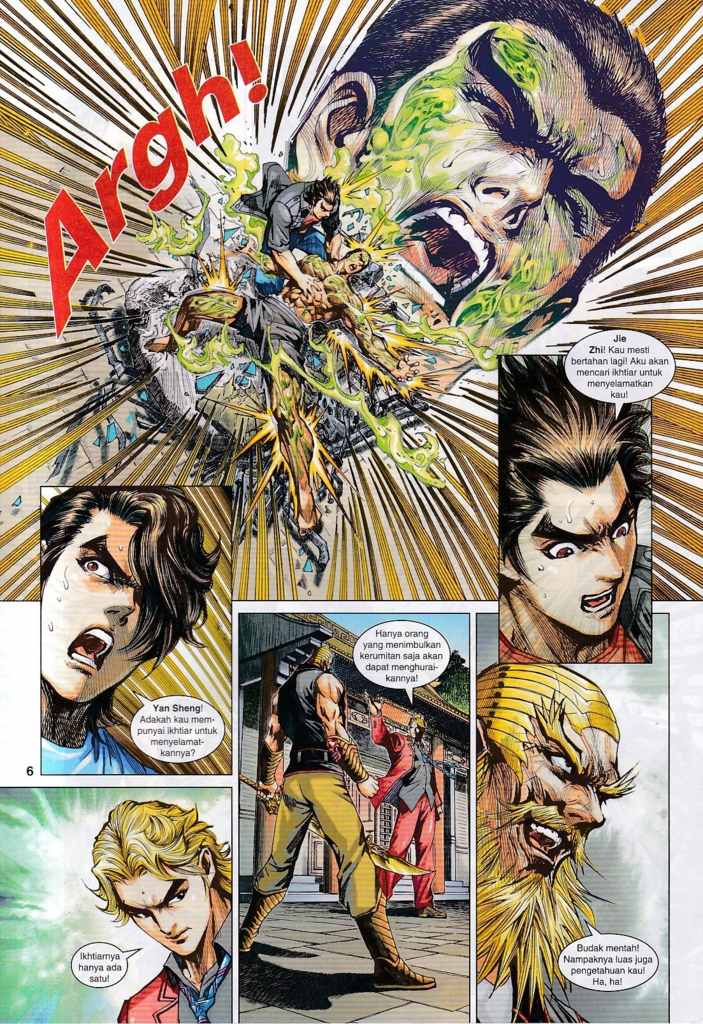 Argh!
Jie
Zhi! Kau mesti
bertahan lagi! Aku akan
mencari ikhtiar untuk
menyelamatkan
kau!
Yan Sheng!
Adakah kau mem-
punyai ikhtiar untuk
menyelamat-
kannya?
Hanya orang
yang menimbulkan
kerumitan saja akan
dapat menghurai-
kannya!
6
Ikhtiarnya
hanya ada
satu!
Budak mentah!
Nampaknya luas juga
pengetahuan kau!
Ha, ha!